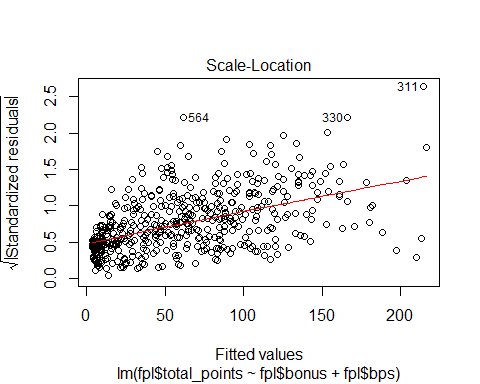 Scale-Location
√|Standardized residuals|
2.5
2.0
1.5
1.0
0.5
0.0
311
564
330
0 50 100 150 200
Fitted values
lm(fpl$total_points ~ fpl$bonus + fpl$bps)